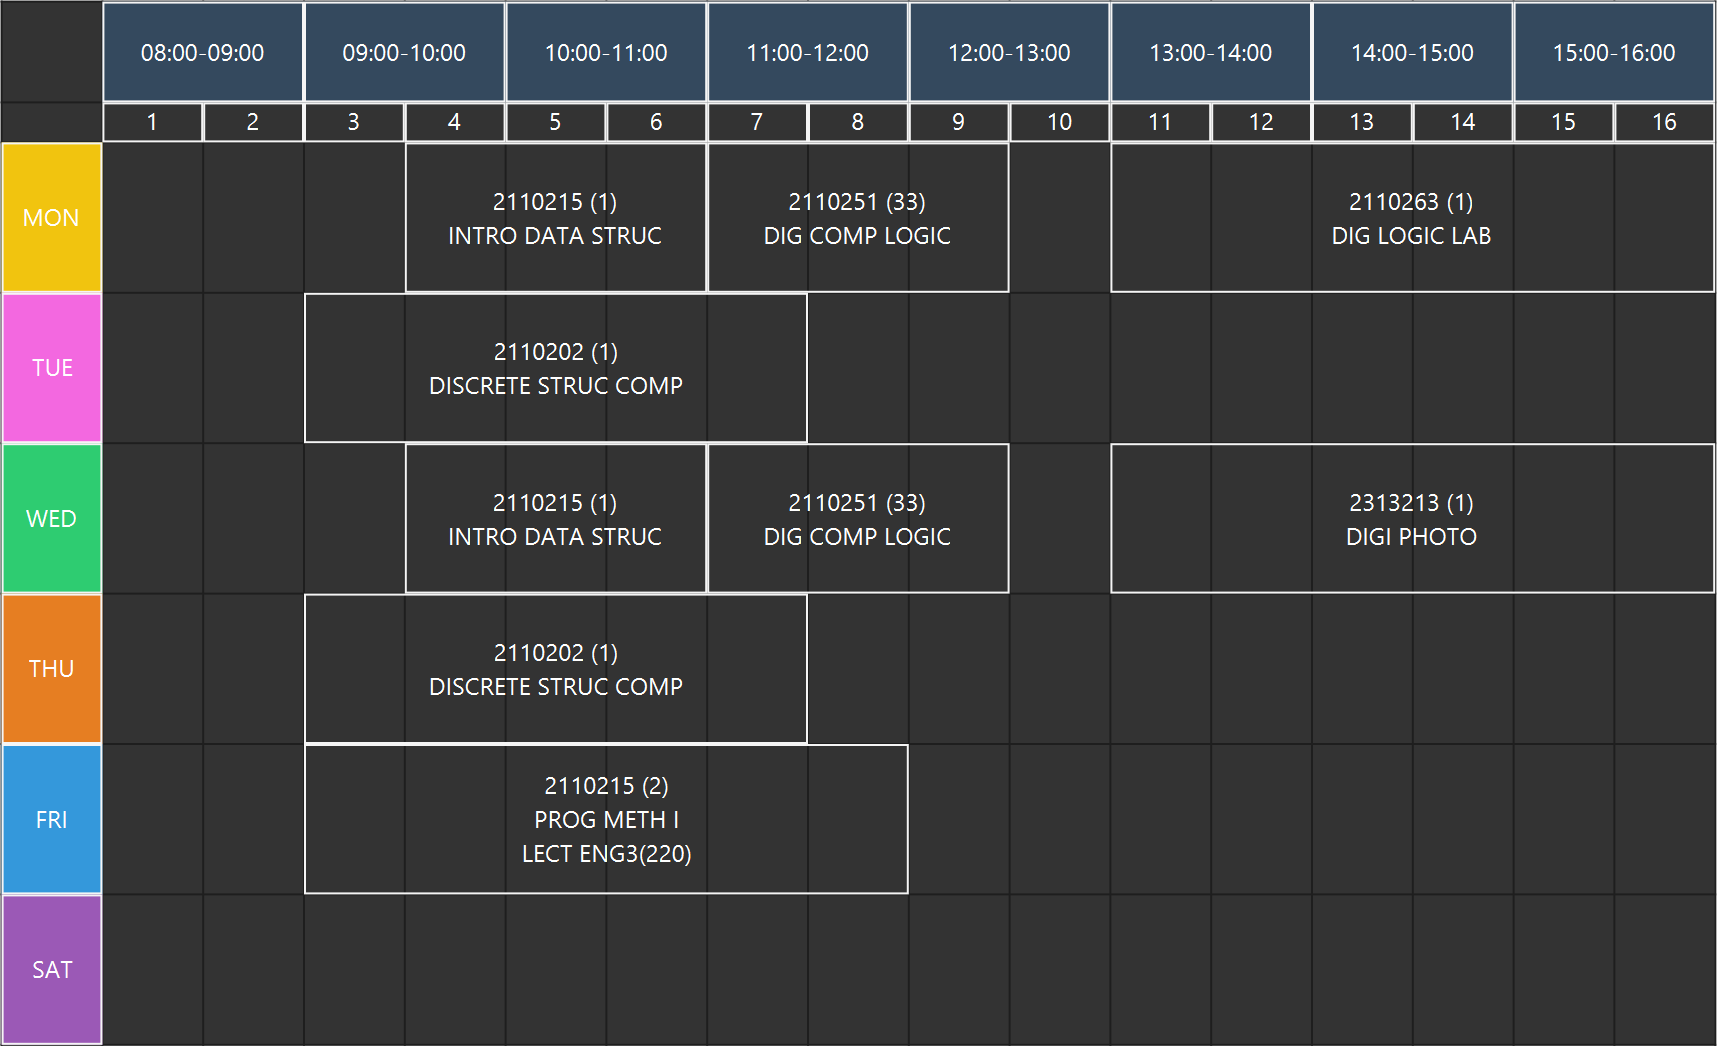 08:00-09:00 09:00-10:00 10:00-11:00 11:00-12:00 12:00-13:00 13:00-14:00 14:00-15:00 15:00-16:00
1 2 3 4 5 6 7 8 9 10 11 12 13 14 15 16
MON
2110215 (1)
INTRO DATA STRUC
2110251 (33)
DIG COMP LOGIC
2110263 (1)
DIG LOGIC LAB
TUE
2110202 (1)
DISCRETE STRUC COMP
WED
2110215 (1)
INTRO DATA STRUC
2110251 (33)
DIG COMP LOGIC
2313213 (1)
DIGI PHOTO
THU
2110202 (1)
DISCRETE STRUC COMP
FRI
2110215 (2)
PROG METH I
LECT ENG3(220)
SAT